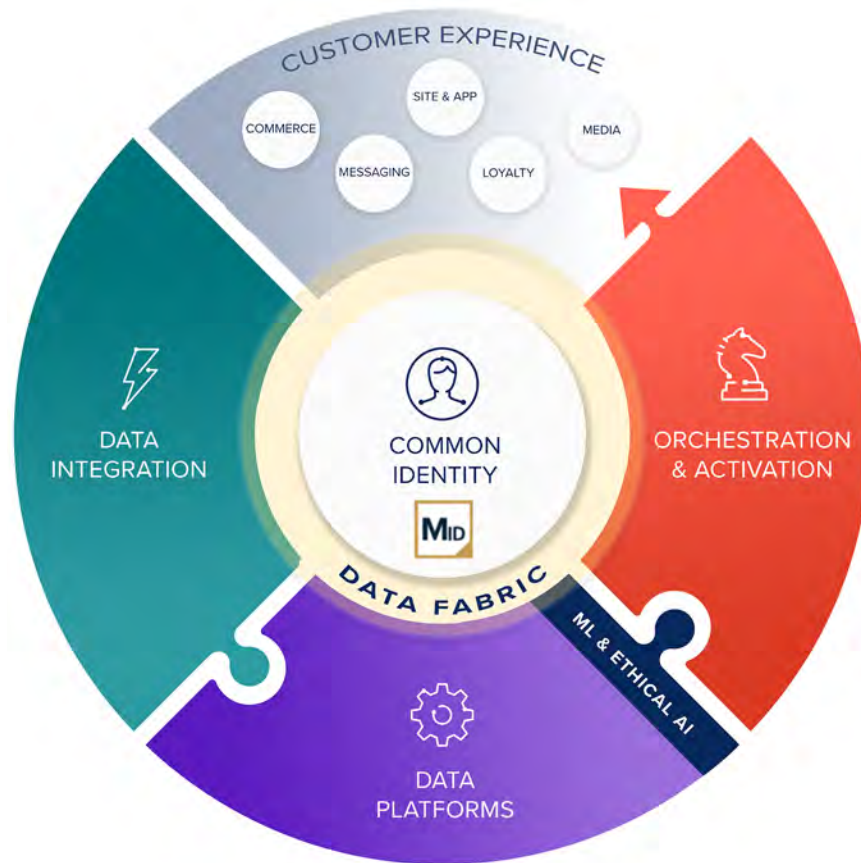 CUSTOMER EXPERIENCE
SITE & APP
COMMERCE
MEDIA
MESSAGING
LOYALTY
DATA
INTEGRATION
COMMON
IDENTITY
MID
ORCHESTRATION
& ACTIVATION
DATA FABRIC
ML & ETHICAL AI
DATA
PLATFORMS